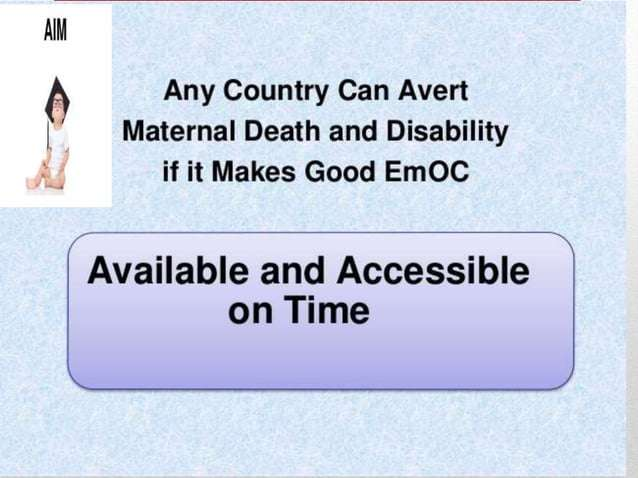 AIM
Any Country Can Avert
Maternal Death and Disability
if it Makes Good EmOC
Available and Accessible
on Time